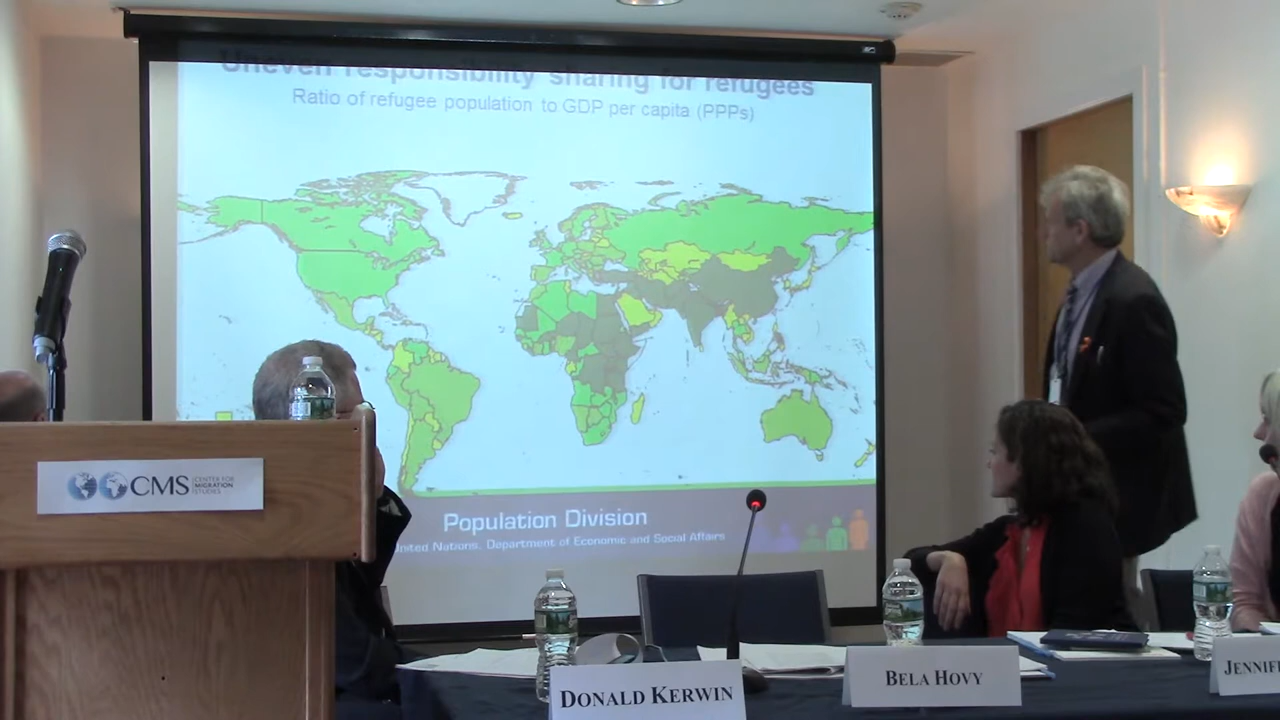 Uneven responsibility sharing for refugees
Ratio of refugee population to GDP per capita (PPPs)
CMS
CENTER FOR
MIGRATION
STUDIES
Population Division
United Nations, Department of Economic and Social Affairs
DONALD KERWIN
BELA HOVY